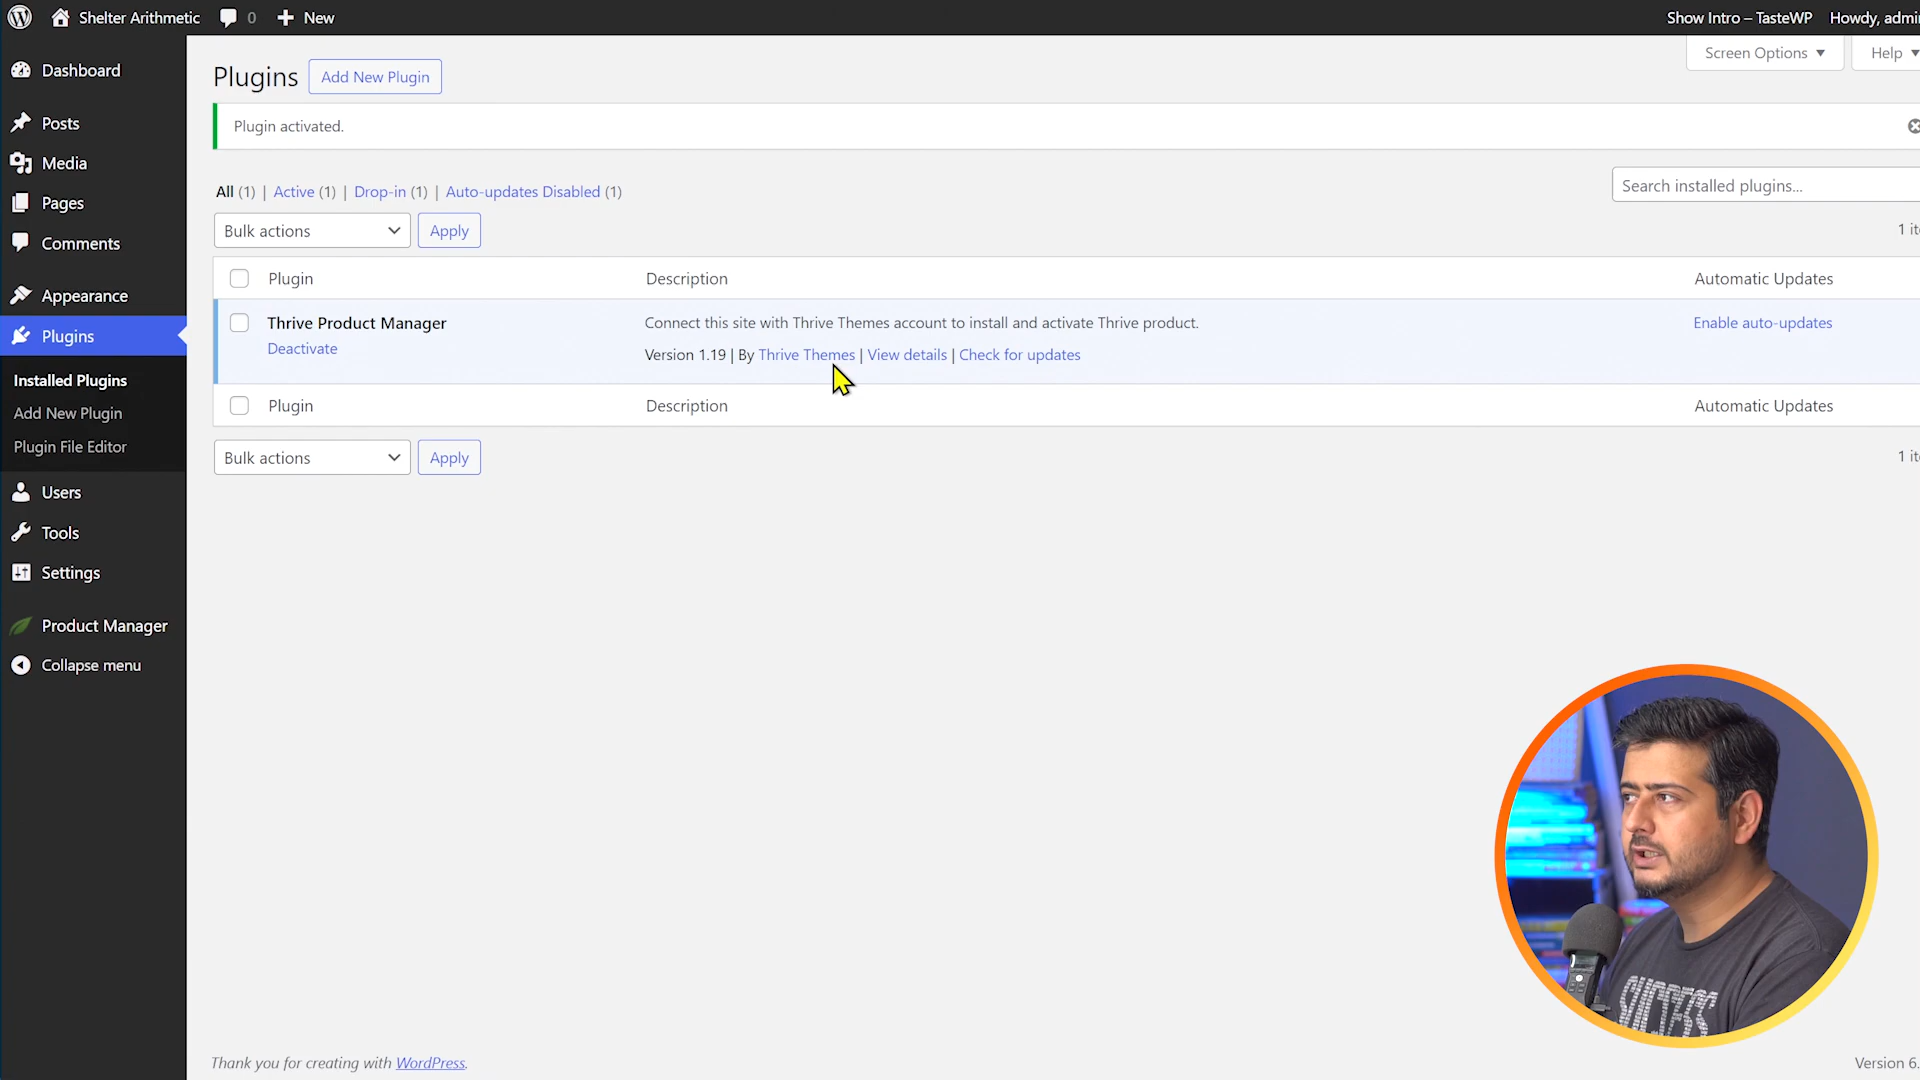 Shelter Arithmetic 0 New Show Intro – TasteWP Howdy, admin
Dashboard
Posts
Media
Pages
Comments
Appearance
Plugins
Installed Plugins
Add New Plugin
Plugin File Editor
Users
Tools
Settings
Product Manager
Collapse menu
Screen Options Help
Plugins Add New Plugin
Plugin activated.
All (1) | Active (1) | Drop-in (1) | Auto-updates Disabled (1)
Search installed plugins...
Bulk actions Apply
1 it
Plugin Description Automatic Updates
Thrive Product Manager Connect this site with Thrive Themes account to install and activate Thrive product. Enable auto-updates
Deactivate Version 1.19 | By Thrive Themes | View details | Check for updates
Plugin Description Automatic Updates
Bulk actions Apply
1 it
SUCCESS
Thank you for creating with WordPress.
Version 6.